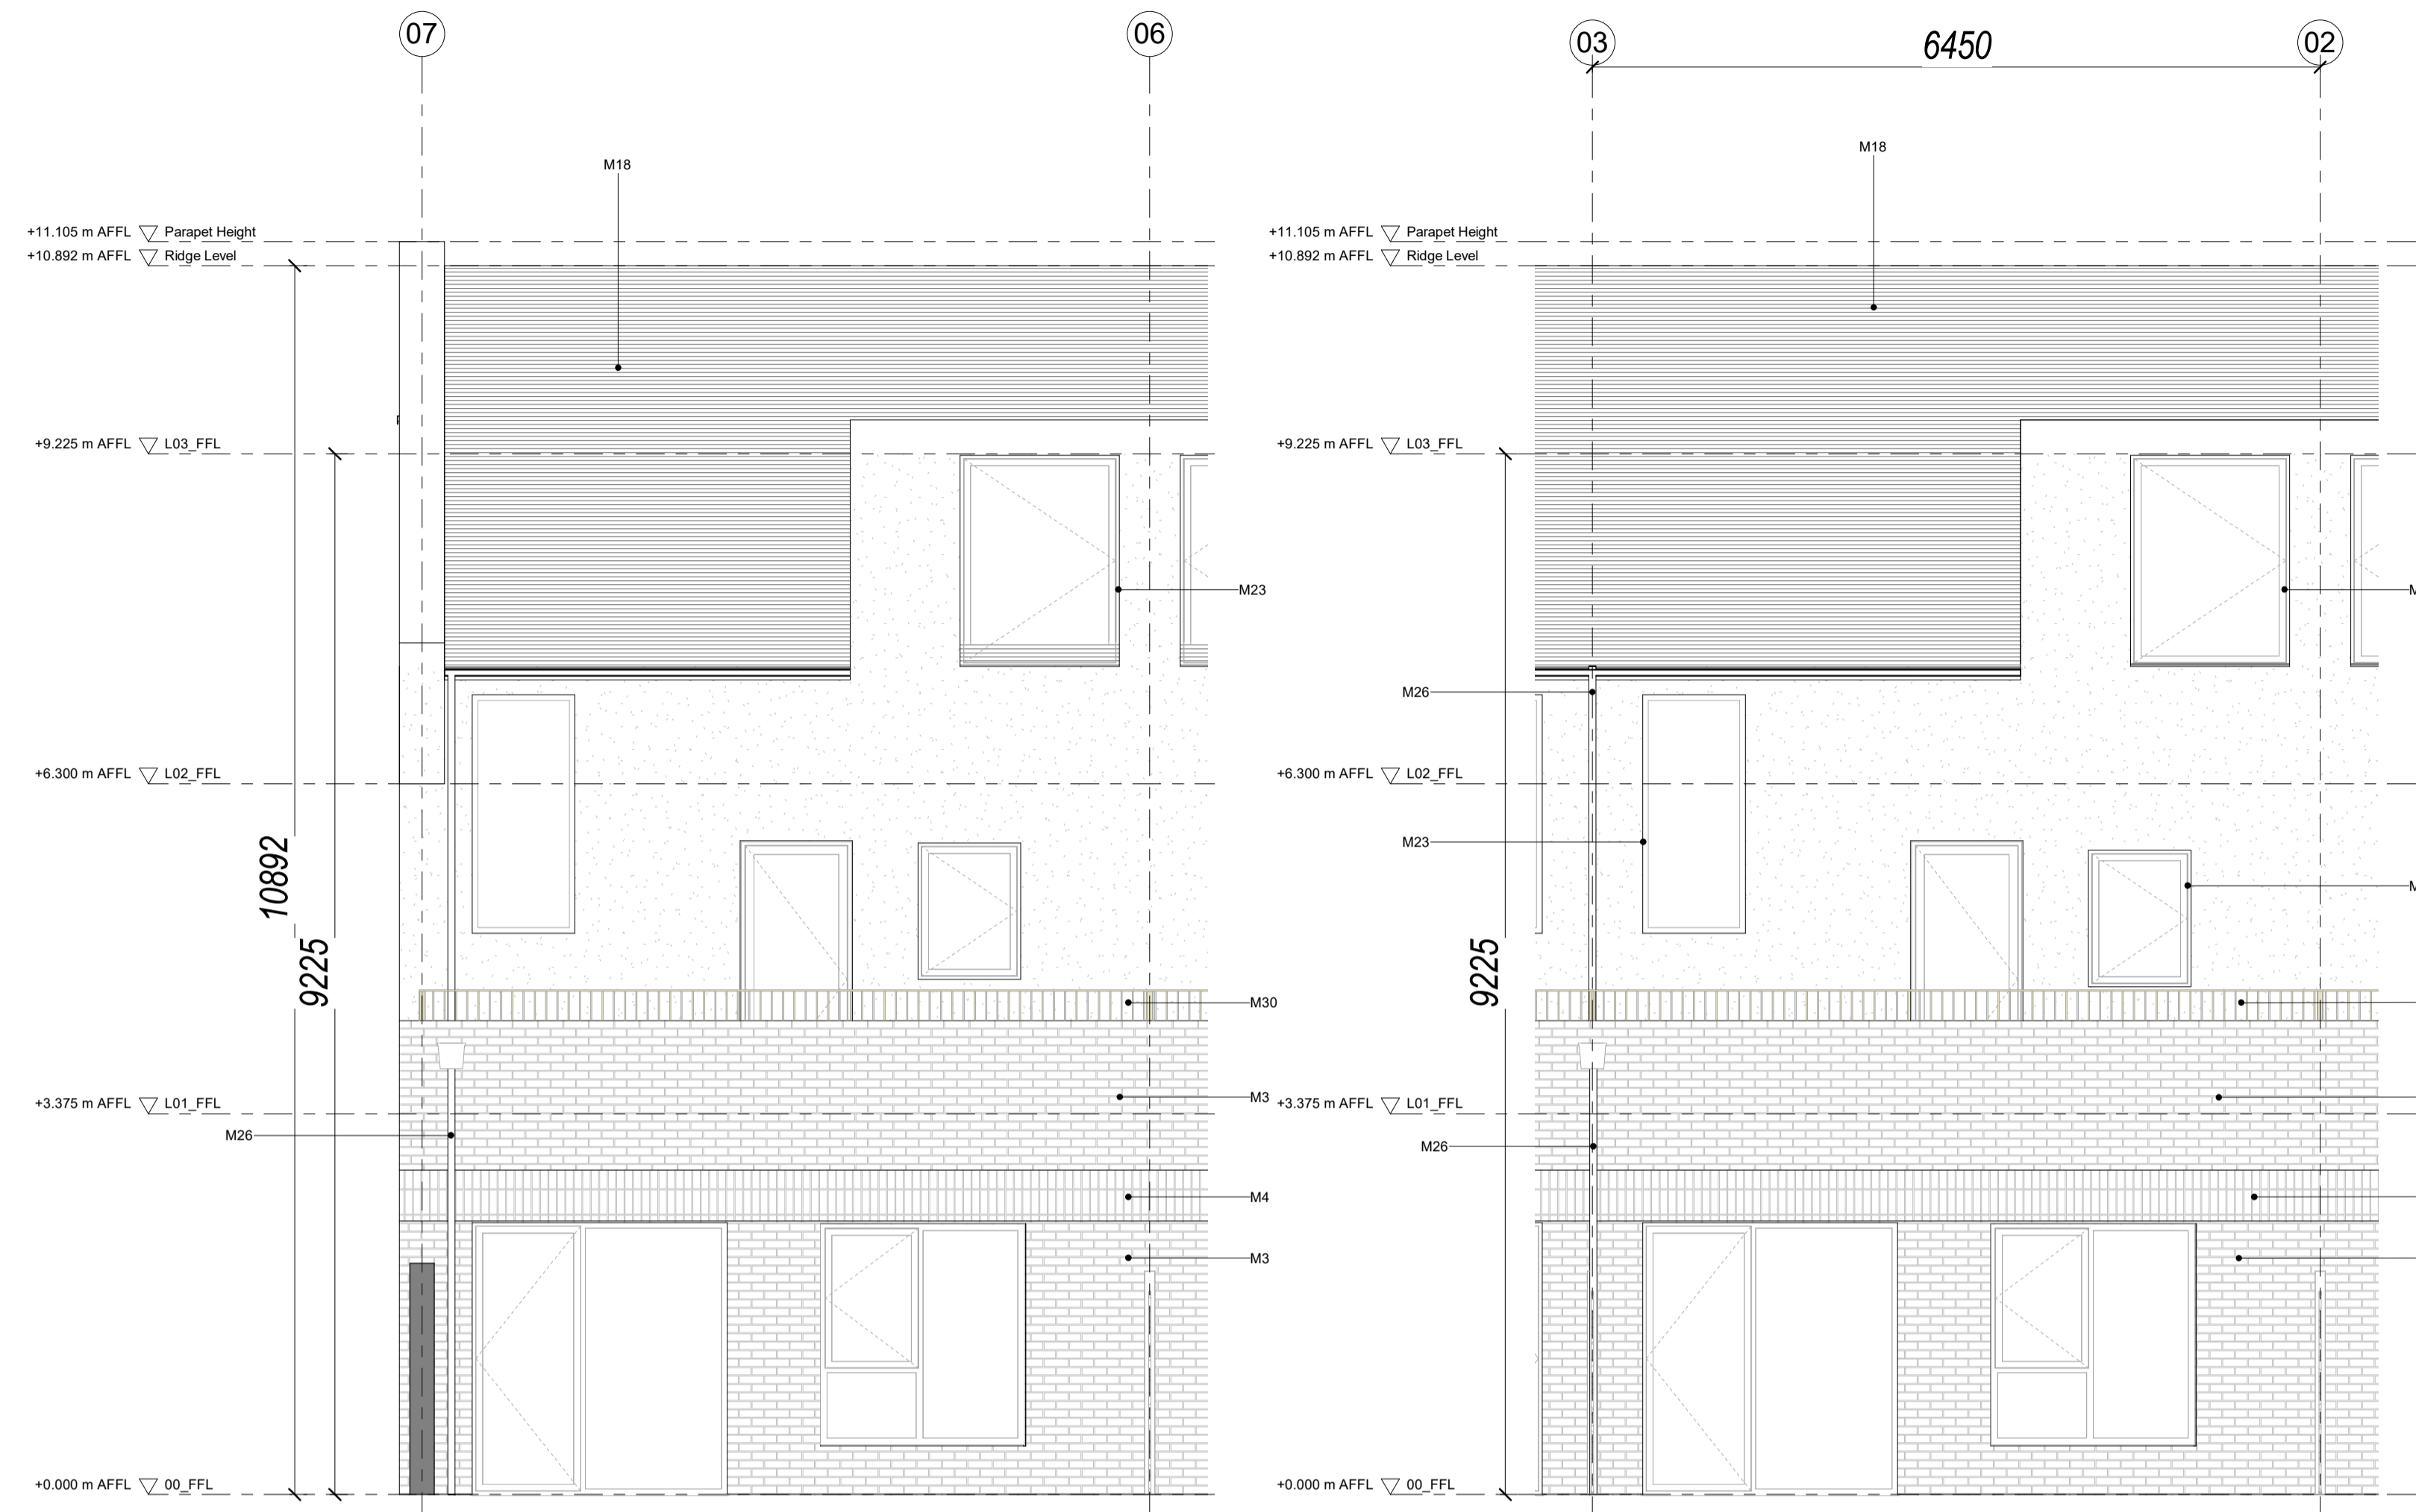 07
06
03
6450
02
M18
M18
+11.105 m AFFL Parapet Height
+10.892 m AFFL Ridge Level
+11.105 m AFFL Parapet Height
+10.892 m AFFL Ridge Level
+9.225 m AFFL L03_FFL
+9.225 m AFFL L03_FFL
M23
M26
+6.300 m AFFL L02_FFL
+6.300 m AFFL L02_FFL
M23
10892
9225
9225
M30
M3
+3.375 m AFFL L01_FFL
+3.375 m AFFL L01_FFL
M26
M26
M4
M3
+0.000 m AFFL 00_FFL
+0.000 m AFFL 00_FFL